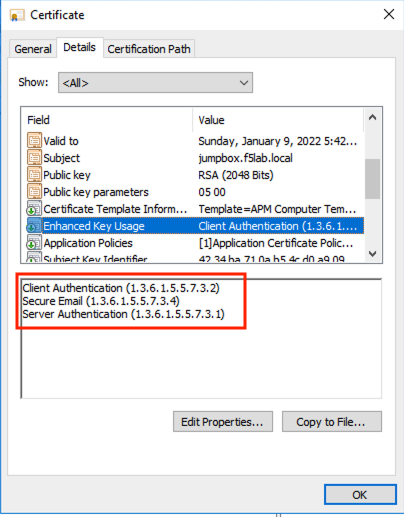 Certificate
General Details Certification Path
Show: <All>
Field Value
Valid to Sunday, January 9, 2022 5:42...
Subject jumpbox.f5lab.local
Public key RSA (2048 Bits)
Public key parameters 05 00
Certificate Template Inform... Template=APM Computer Tem...
Enhanced Key Usage Client Authentication (1.3.6.1....
Application Policies [1]Application Certificate Polic...
Subject Key Identifier 42 34 ba 71 0a b5 4c d0 a9 09
Client Authentication (1.3.6.1.5.5.7.3.2)
Secure Email (1.3.6.1.5.5.7.3.4)
Server Authentication (1.3.6.1.5.5.7.3.1)
Edit Properties... Copy to File...
OK